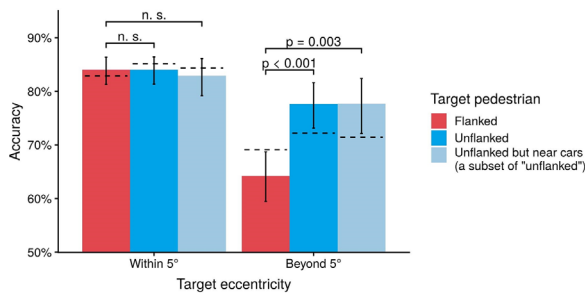 n. s.
n. s.
p = 0.003
p < 0.001
90%
80%
70%
60%
50%
Accuracy
Within 5°
Beyond 5°
Target eccentricity
Target pedestrian
Flanked
Unflanked
Unflanked but near cars
(a subset of "unflanked")